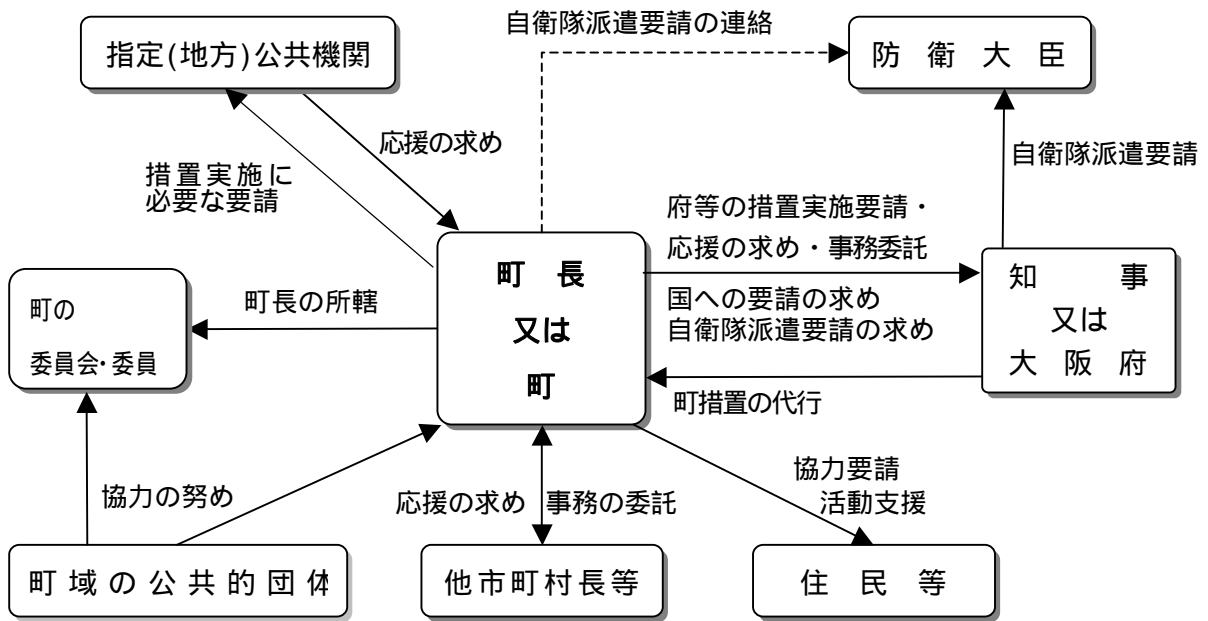 自衛隊派遣要請の連絡
指定(地方)公共機関
防衛大臣
応援の求め
自衛隊派遣要請
措置実施に
必要な要請
府等の措置実施要請・
応援の求め・事務委託
町長
又は
町
知事
又は
大阪府
町の
委員会・委員
町長の所轄
国への要請の求め
自衛隊派遣要請の求め
町措置の代行
協力の努め
応援の求め
事務の委託
協力要請
活動支援
町域の公共的団体
他市町村長等
住民等